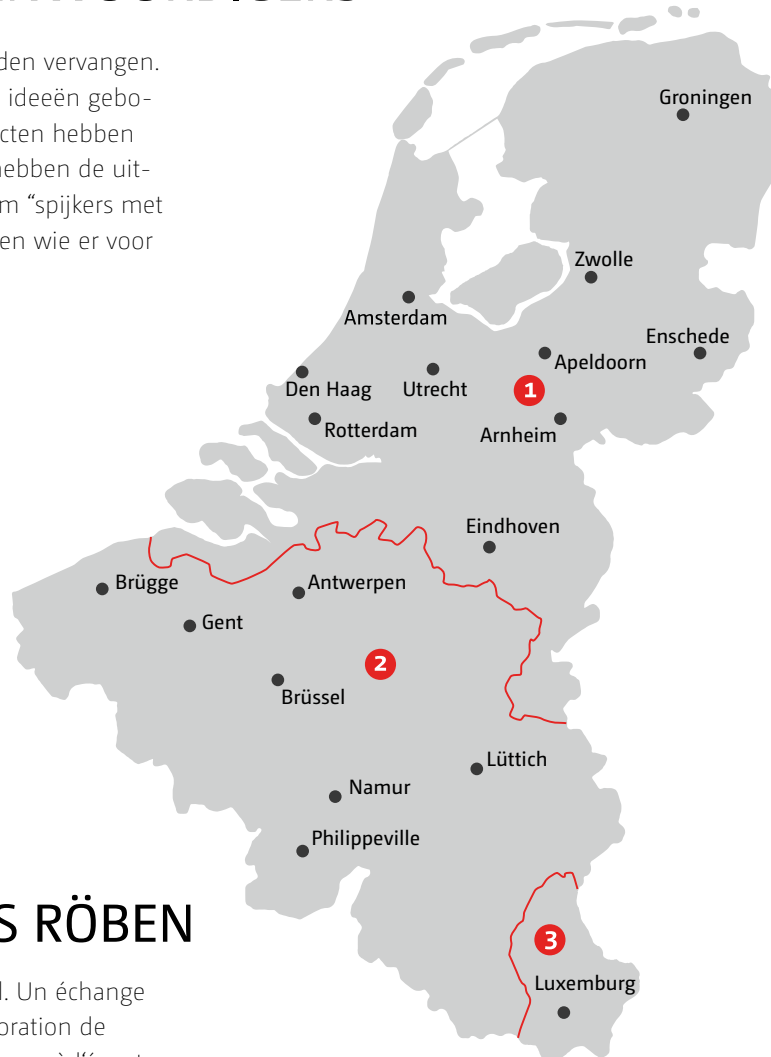 den vervangen.
ideeën gebo-
cten hebben
hebben de uit-
m “spijkers met
en wie er voor
Groningen
Zwolle
Amsterdam
Enschede
Apeldoorn
Den Haag
Utrecht
1
Rotterdam
Arnheim
Eindhoven
Brügge
Antwerpen
Gent
2
Brüssel
Lüttich
Namur
Philippeville
S RÖBEN
3
l. Un échange
Luxemburg
oration de